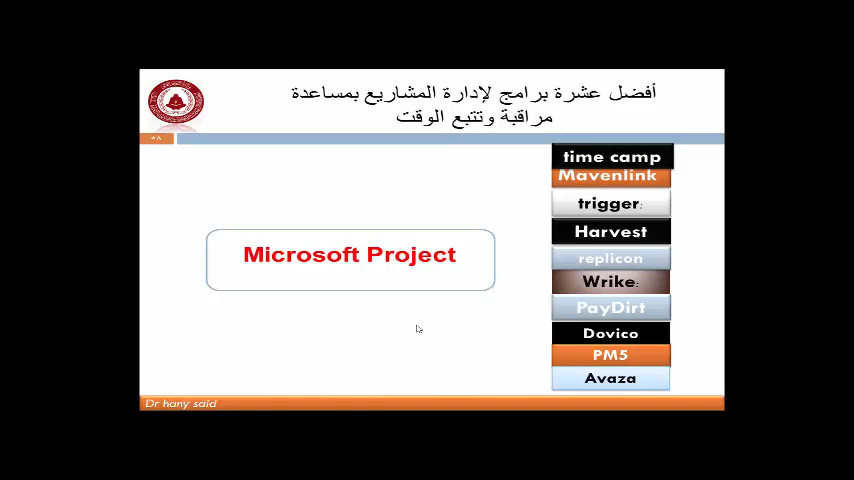 أفضل عشرة برامج لإدارة المشاريع بمساعدة
مراقبة وتتبع الوقت
٥٨
time camp
Mavenlink
trigger:
Harvest
replicon
Wrike:
PayDirt
Dovico
PM5
Avaza
Microsoft Project
Dr hany said